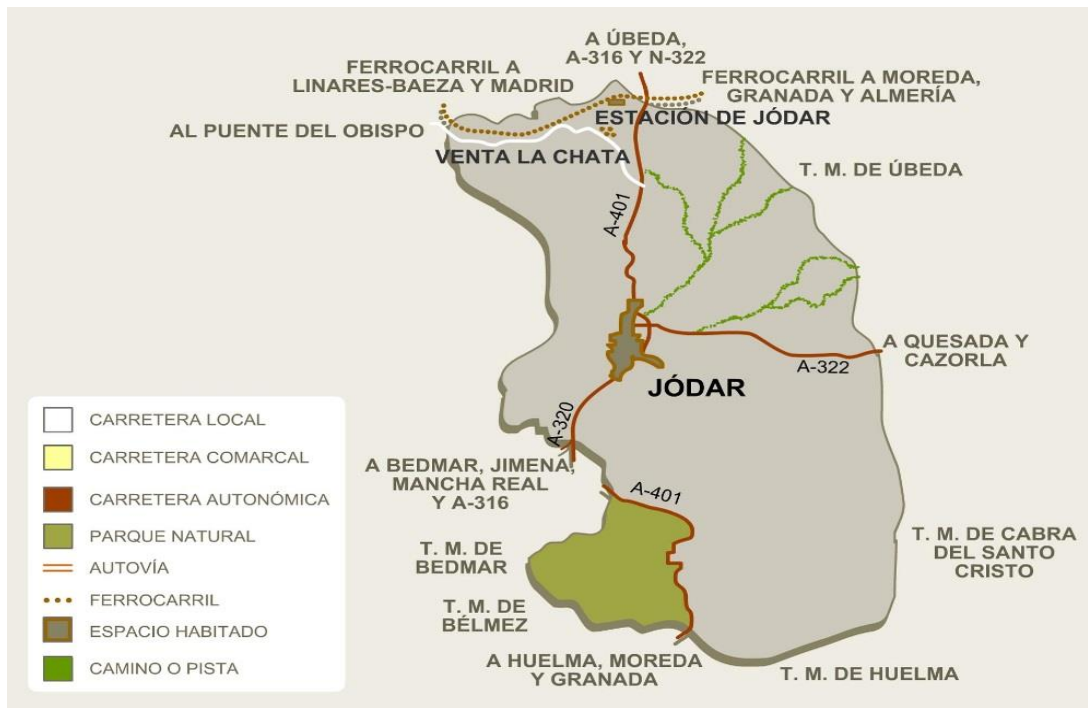 A ÚBEDA,
A-316 Y N-322
FERROCARRIL A
LINARES-BAEZA Y MADRID
FERROCARRIL A MOREDA,
GRANADA Y ALMERÍA
ESTACIÓN DE JÓDAR
AL PUENTE DEL OBISPO
VENTA LA CHATA
T. M. DE ÚBEDA
A-401
A QUESADA Y
CAZORLA
A-322
JÓDAR
A-320
A BEDMAR, JIMENA,
MANCHA REAL
Y A-316
A-401
T. M. DE
BEDMAR
T. M. DE CABRA
DEL SANTO
CRISTO
T. M. DE
BÉLMEZ
A HUELMA, MOREDA
Y GRANADA
T. M. DE HUELMA
CARRETERA LOCAL
CARRETERA COMARCAL
CARRETERA AUTONÓMICA
PARQUE NATURAL
AUTOVÍA
FERROCARRIL
ESPACIO HABITADO
CAMINO O PISTA